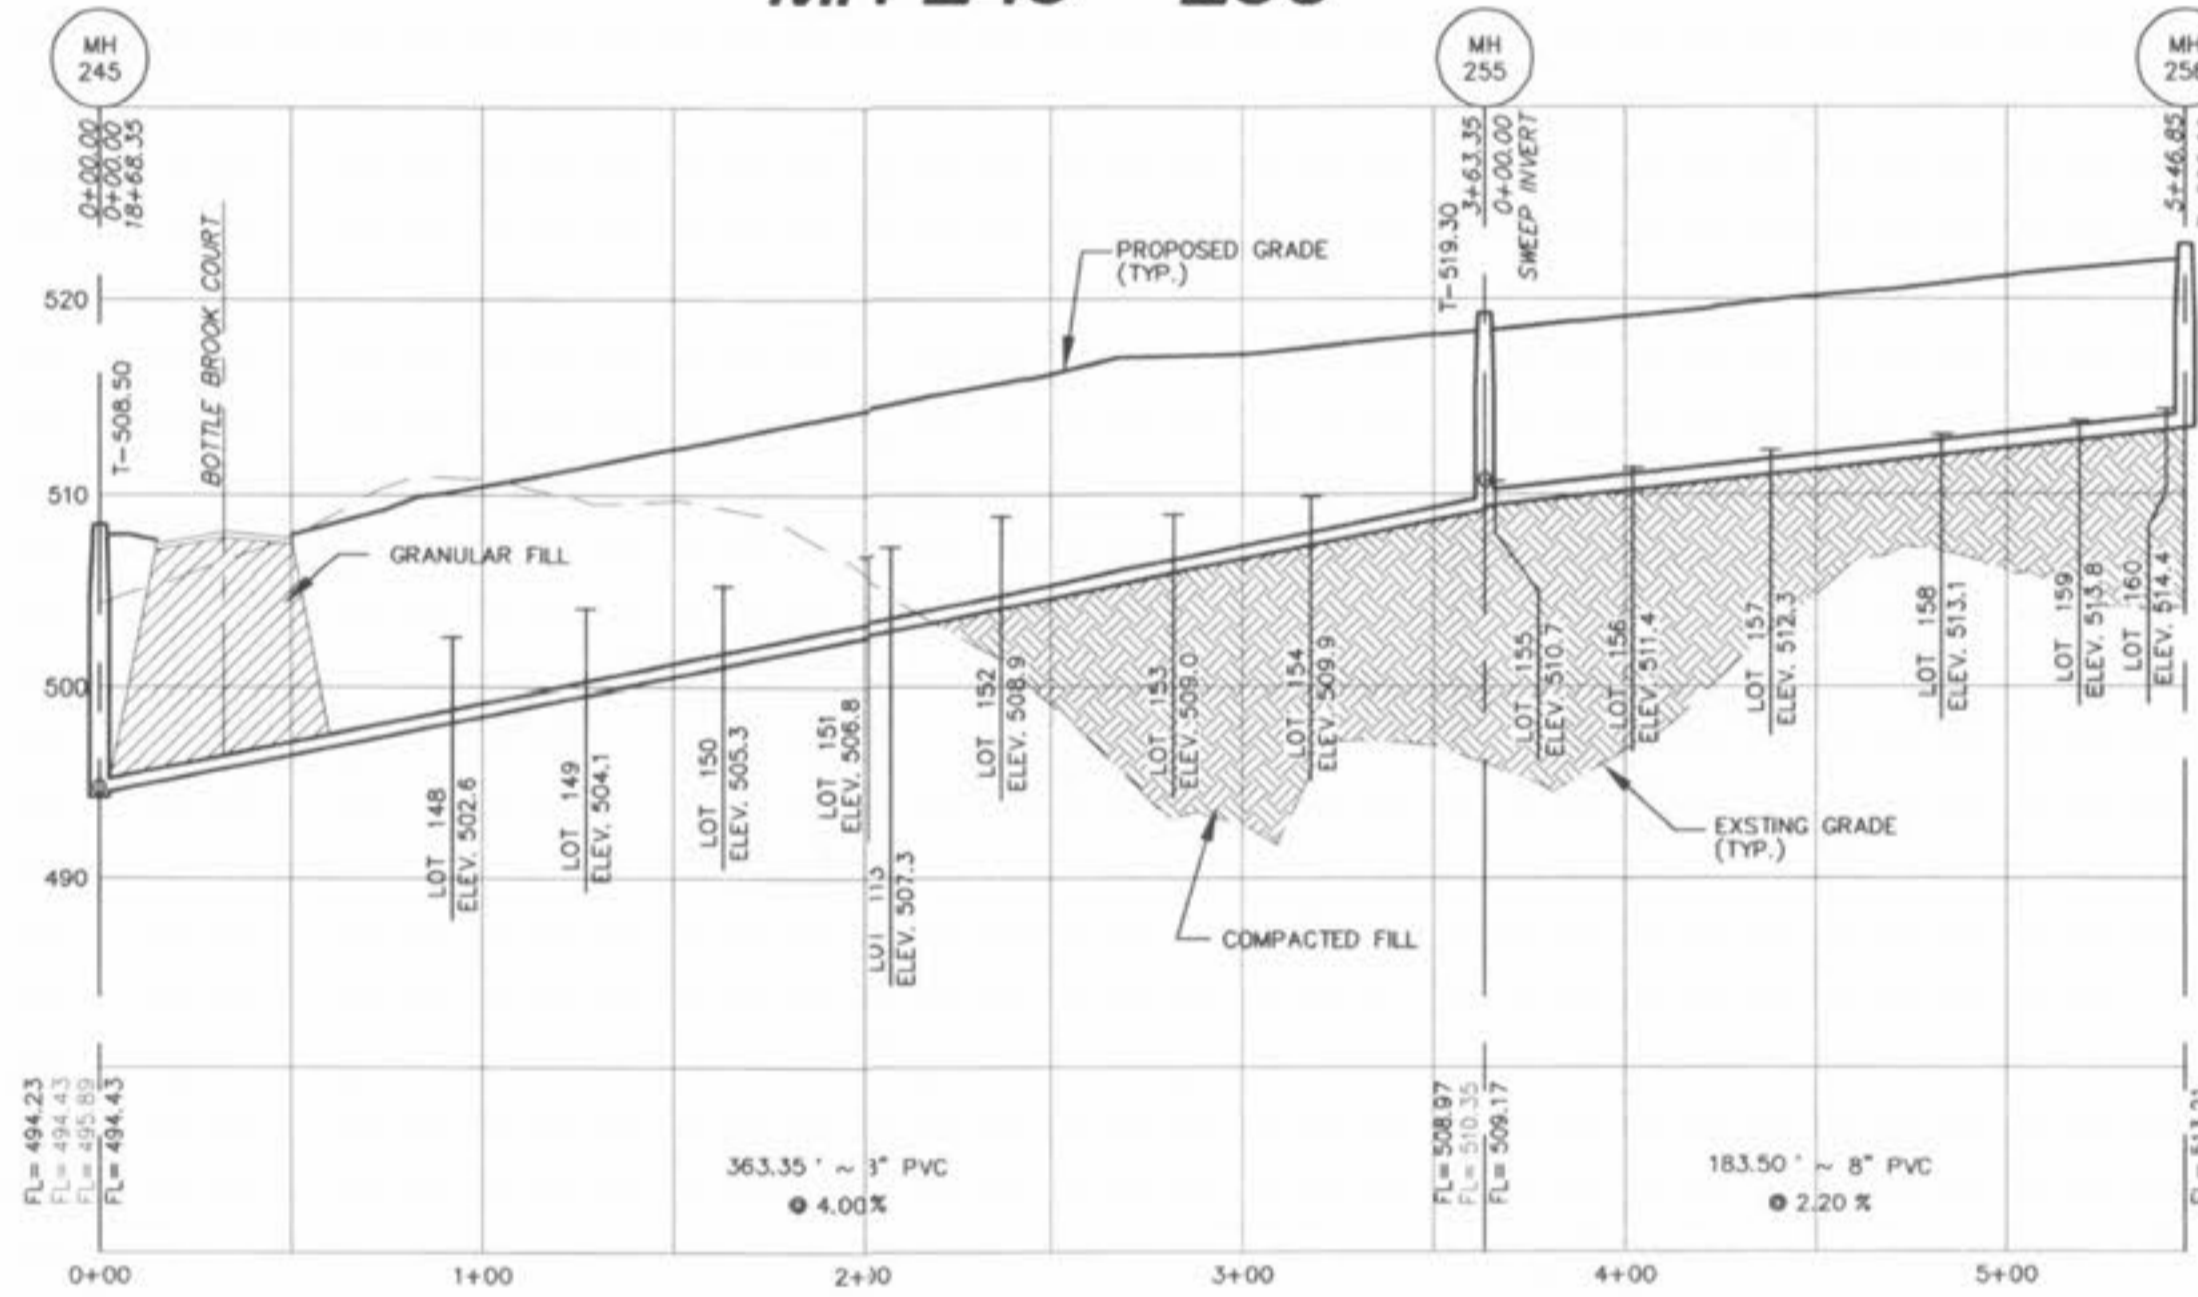 MH
245
MH
255
MH
0+00.00
0+00.00
18+68.35
T-508.50
BOTTLE BROOK COURT
PROPOSED GRADE
(TYP.)
T-519.30
3+63.35
0+00.00
SWEEP INVERT
5+46.85
520
510
500
490
GRANULAR FILL
LOT 148
ELEV. 502.6
LOT 149
ELEV. 504.1
LOT 150
ELEV. 505.3
LOT 151
ELEV. 506.8
LOT 113
ELEV. 507.3
LOT 152
ELEV. 508.9
LOT 153
ELEV. 509.0
LOT 154
ELEV. 509.9
LOT 155
ELEV. 510.7
LOT 156
ELEV. 511.4
LOT 157
ELEV. 512.3
LOT 158
ELEV. 513.1
LOT 159
ELEV. 513.8
LOT 160
ELEV. 514.4
EXSTING GRADE
(TYP.)
COMPACTED FILL
FL= 494.23
FL= 494.43
FL= 495.89
FL= 494.43
363.35 ' ~ 8" PVC
@ 4.00%
FL= 508.97
FL= 510.35
FL= 509.17
183.50 ' ~ 8" PVC
@ 2.20 %
0+00
1+00
2+00
3+00
4+00
5+00